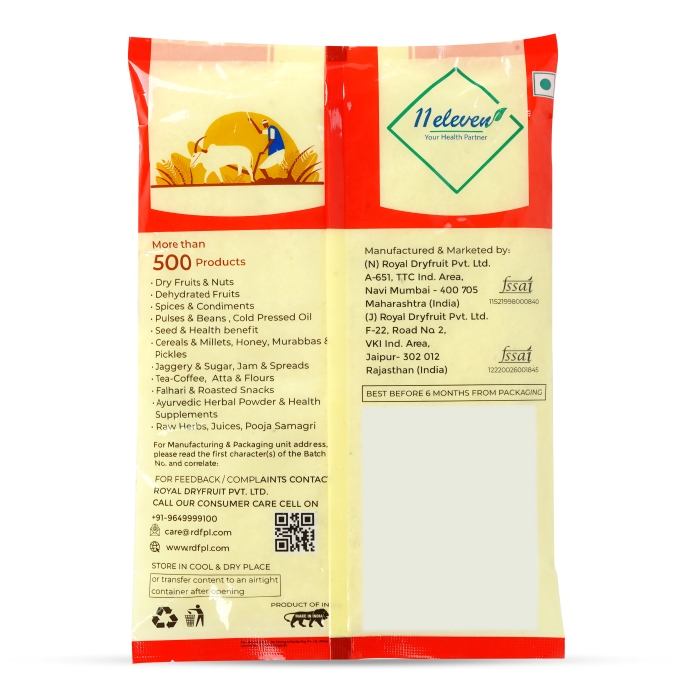 11 eleven
Your Health Partner
More than
500 Products
· Dry Fruits & Nuts
· Dehydrated Fruits
· Spices & Condiments
· Pulses & Beans , Cold Pressed Oil
· Seed & Health benefit
· Cereals & Millets, Honey, Murabbas &
Pickles
· Jaggery & Sugar, Jam & Spreads
· Tea-Coffee, Atta & Flours
· Falhari & Roasted Snacks
· Ayurvedic Herbal Powder & Health
Supplements
· Raw Herbs, Juices, Pooja Samagri
For Manufacturing & Packaging unit address,
please read the first character(s) of the Batch
No. and correlate:
FOR FEEDBACK / COMPLAINTS CONTAC
ROYAL DRYFRUIT PVT. LTD.
CALL OUR CONSUMER CARE CELL ON
+91-9649999100
care@rdfpl.com
www.rdfpl.com
STORE IN COOL & DRY PLACE
or transfer content to an airtight
container after opening
PRODUCT OF IN
MAKE IN INDIA
Manufactured & Marketed by:
(N) Royal Dryfruit Pvt. Ltd.
A-651, TTC Ind. Area,
Navi Mumbai - 400 705
Maharashtra (India)
fssai
11521998000840
(J) Royal Dryfruit Pvt. Ltd.
F-22, Road No. 2,
VKI Ind. Area,
Jaipur- 302 012
Rajasthan (India)
fssai
12220026001845
BEST BEFORE 6 MONTHS FROM PACKAGING